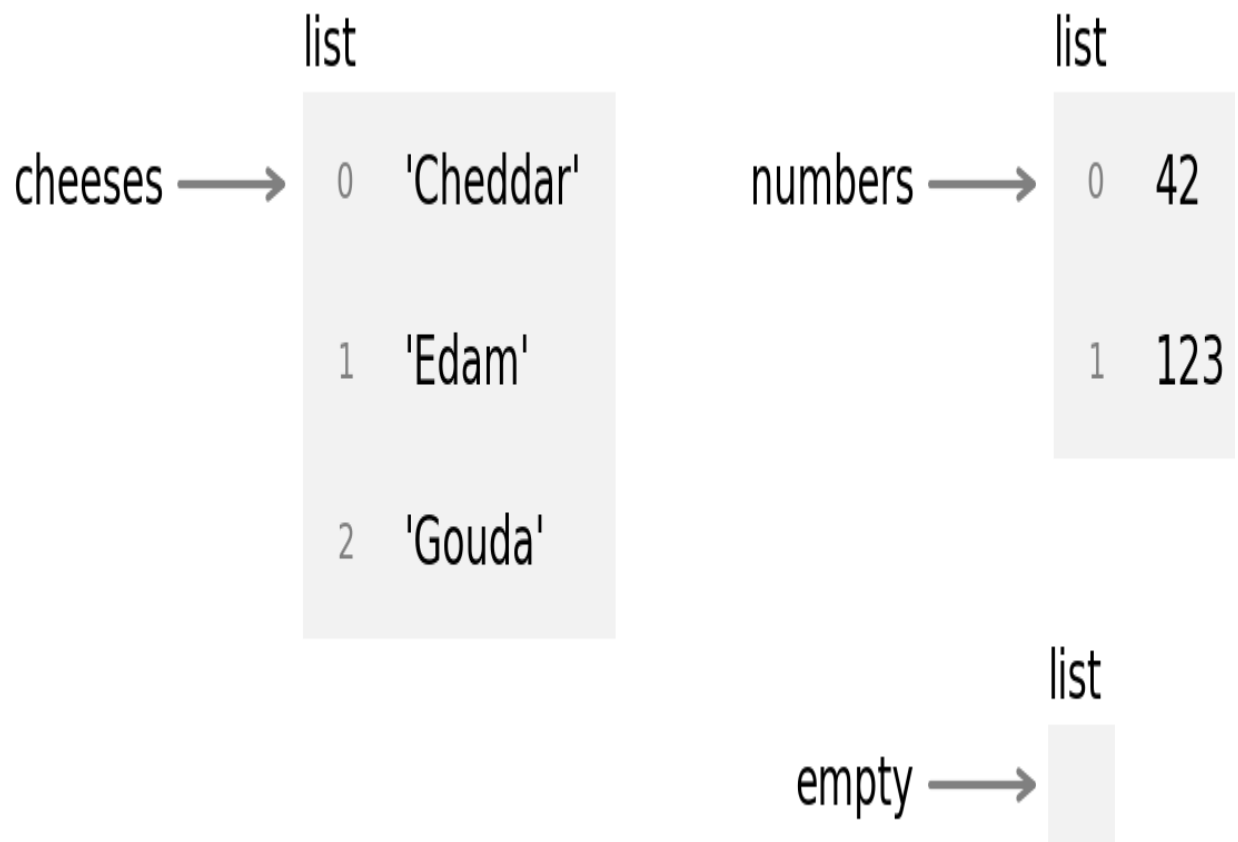 list
cheeses 0 'Cheddar'
1 'Edam'
2 'Gouda'
list
numbers 0 42
1 123
list
empty